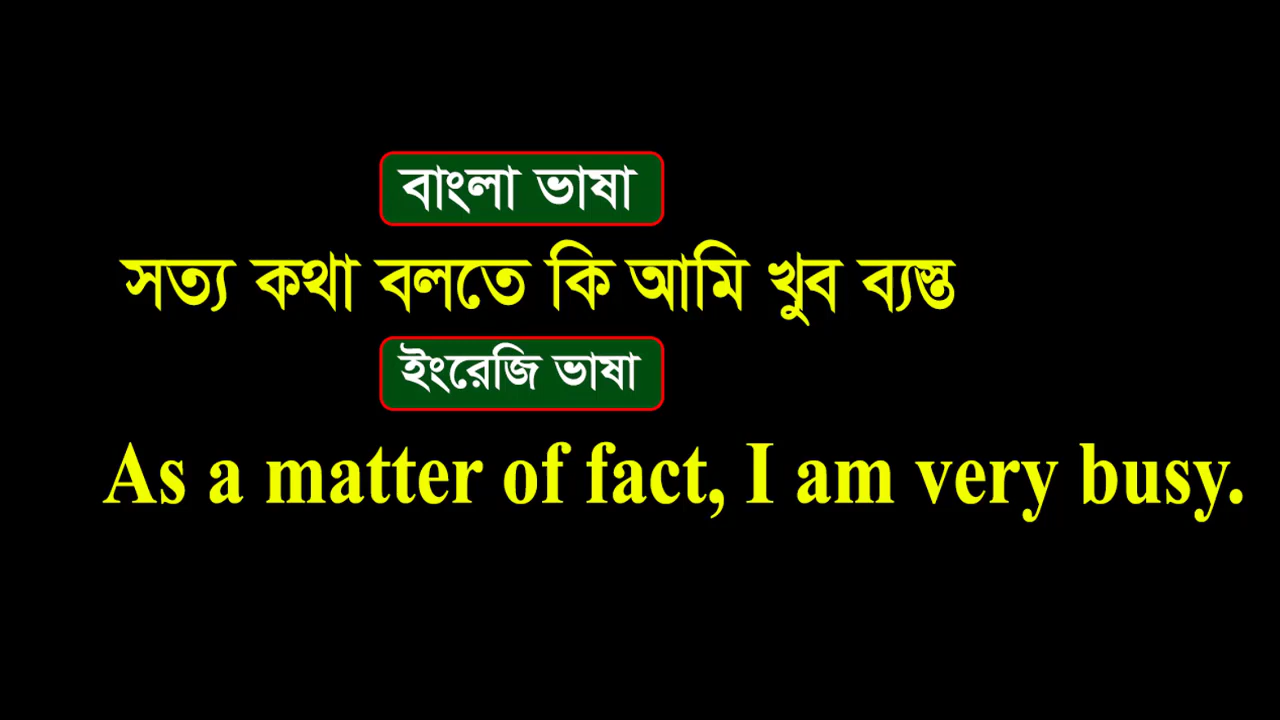 বাংলা ভাষা
সত্য কথা বলতে কি আমি খুব ব্যস্ত
ইংরেজি ভাষা
As a matter of fact, I am very busy.